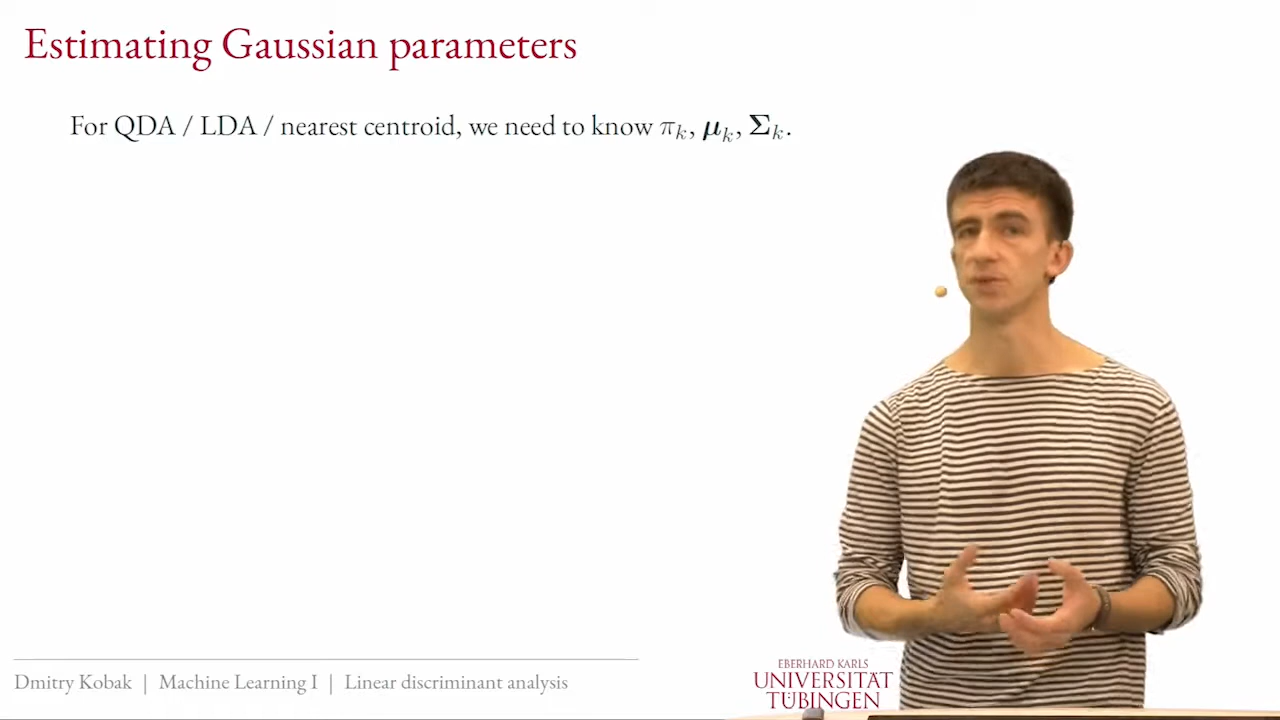 Estimating Gaussian parameters
For QDA / LDA / nearest centroid, we need to know πₖ, μₖ, Σₖ.
Dmitry Kobak | Machine Learning I | Linear discriminant analysis
EBERHARD KARLS
UNIVERSITÄT
TÜBINGEN